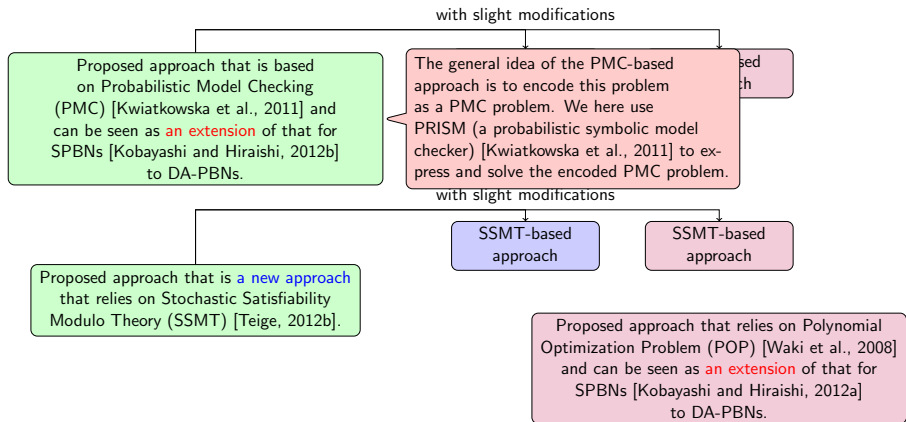 with slight modifications
Proposed approach that is based
on Probabilistic Model Checking
(PMC) [Kwiatkowska et al., 2011] and
can be seen as an extension of that for
SPBNs [Kobayashi and Hiraishi, 2012b]
to DA-PBNs.
The general idea of the PMC-based
approach is to encode this problem
as a PMC problem. We here use
PRISM (a probabilistic symbolic model
checker) [Kwiatkowska et al., 2011] to ex-
press and solve the encoded PMC problem.
with slight modifications
SSMT-based
approach
SSMT-based
approach
Proposed approach that is a new approach
that relies on Stochastic Satisfiability
Modulo Theory (SSMT) [Teige, 2012b].
Proposed approach that relies on Polynomial
Optimization Problem (POP) [Waki et al., 2008]
and can be seen as an extension of that for
SPBNs [Kobayashi and Hiraishi, 2012a]
to DA-PBNs.